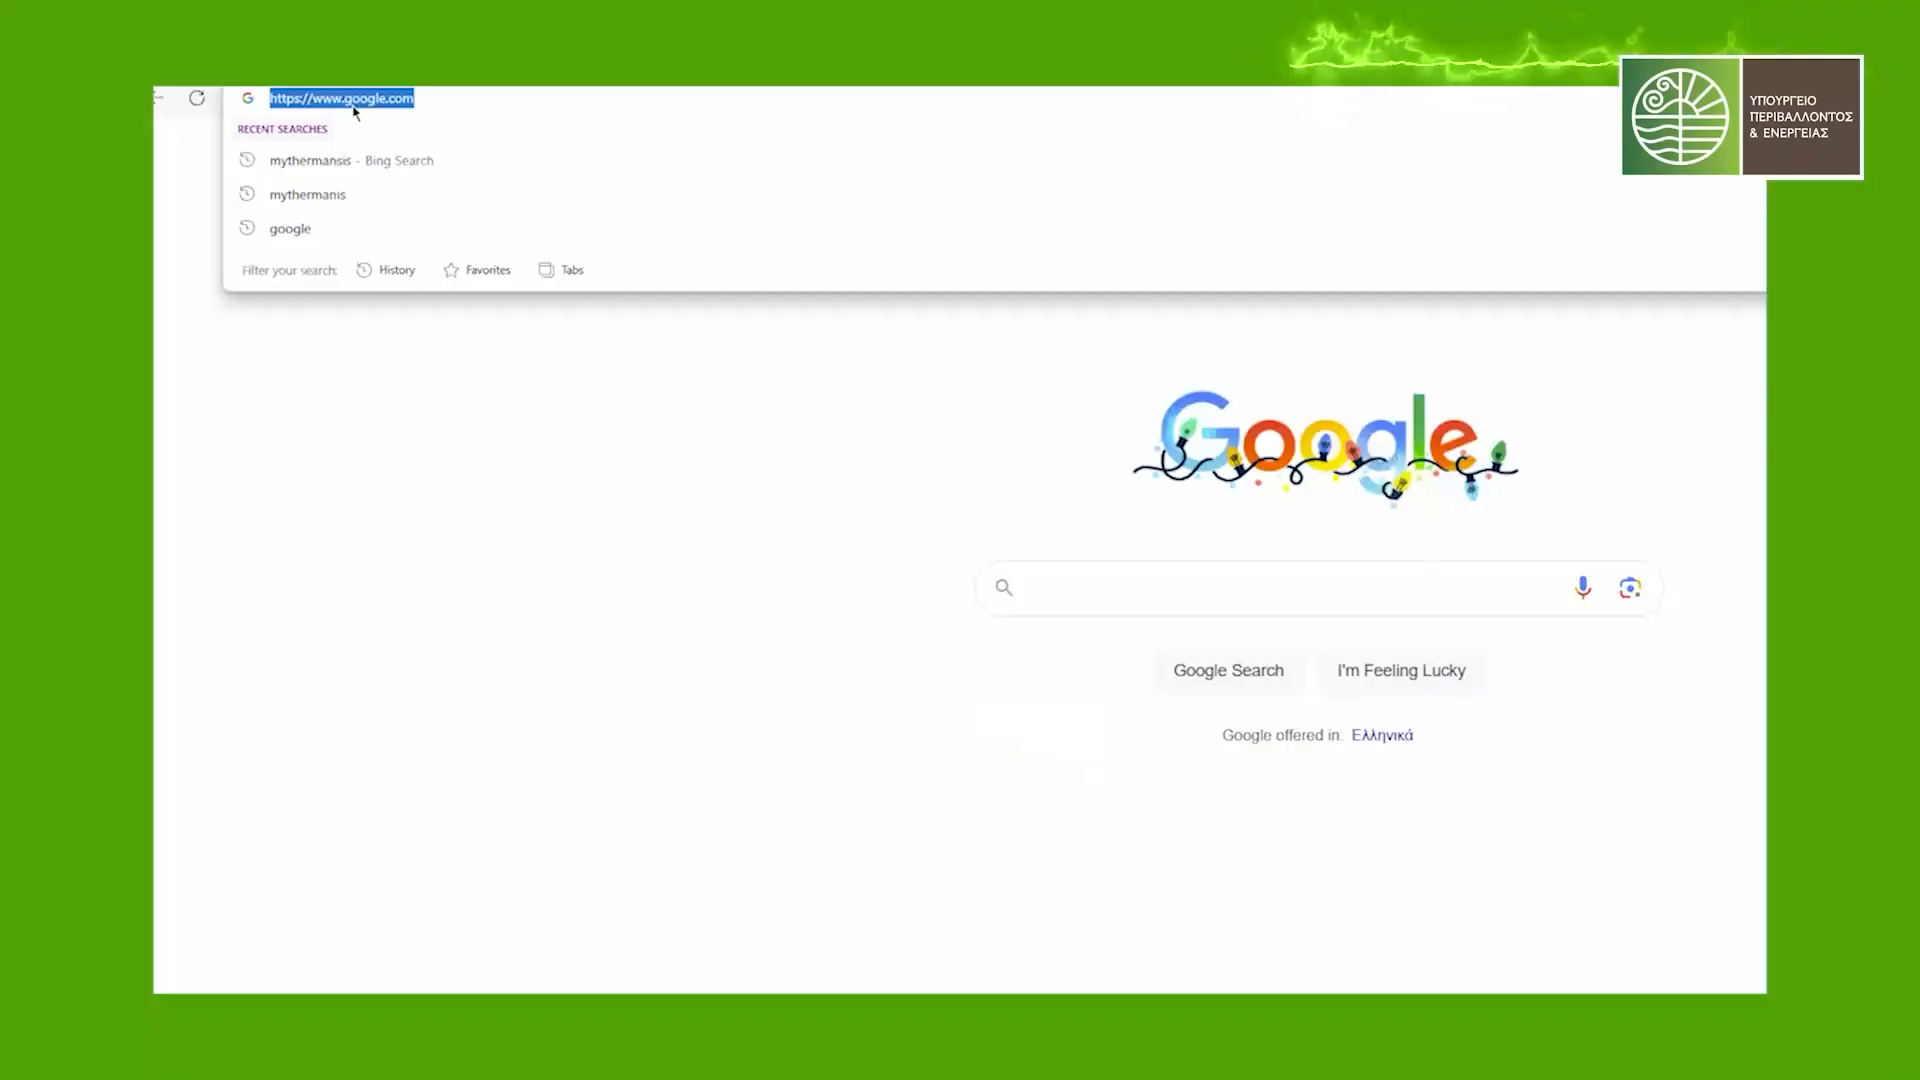 https://www.google.com
RECENT SEARCHES
mythermansis - Bing Search
mythermanis
google
Filter your search: History Favorites Tabs
ΥΠΟΥΡΓΕΙΟ
ΠΕΡΙΒΑΛΛΟΝΤΟΣ
& ΕΝΕΡΓΕΙΑΣ
Google
Google Search I'm Feeling Lucky
Google offered in: Ελληνικά